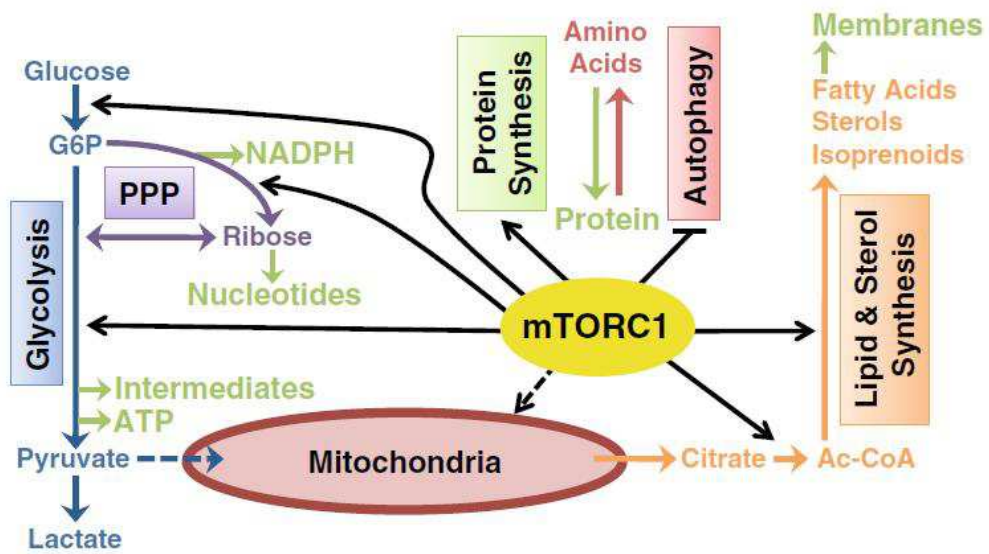 Glucose
G6P
NADPH
PPP
Ribose
Nucleotides
Glycolysis
Intermediates
ATP
Pyruvate
Lactate
Mitochondria
mTORC1
Protein
Synthesis
Amino
Acids
Protein
Autophagy
Membranes
Fatty Acids
Sterols
Isoprenoids
Lipid & Sterol
Synthesis
Citrate
Ac-CoA